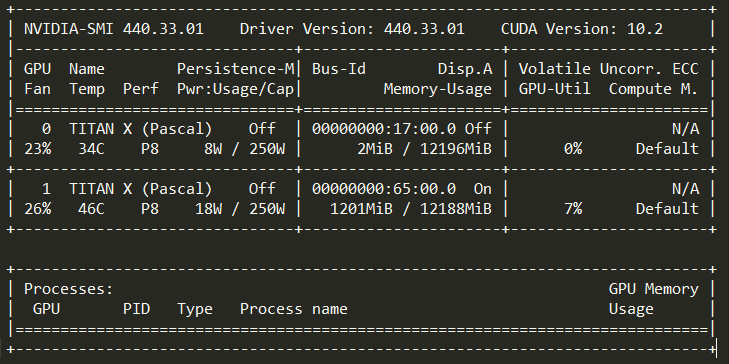 +-----------------------------------------------------------------------------+
| NVIDIA-SMI 440.33.01    Driver Version: 440.33.01    CUDA Version: 10.2     |
|-------------------------------+----------------------+----------------------+
| GPU  Name        Persistence-M| Bus-Id        Disp.A | Volatile Uncorr. ECC |
| Fan  Temp  Perf  Pwr:Usage/Cap|         Memory-Usage | GPU-Util  Compute M. |
|===============================+======================+======================|
|   0  TITAN X (Pascal)    Off  | 00000000:17:00.0 Off |                  N/A |
| 23%   34C    P8     8W / 250W |      2MiB / 12196MiB |      0%      Default |
+-------------------------------+----------------------+----------------------+
|   1  TITAN X (Pascal)    Off  | 00000000:65:00.0  On |                  N/A |
| 26%   46C    P8    18W / 250W |   1201MiB / 12188MiB |      7%      Default |
+-------------------------------+----------------------+----------------------+

+-----------------------------------------------------------------------------+
| Processes:                                                       GPU Memory |
|  GPU       PID   Type   Process name                             Usage      |
|=============================================================================|
+-----------------------------------------------------------------------------+